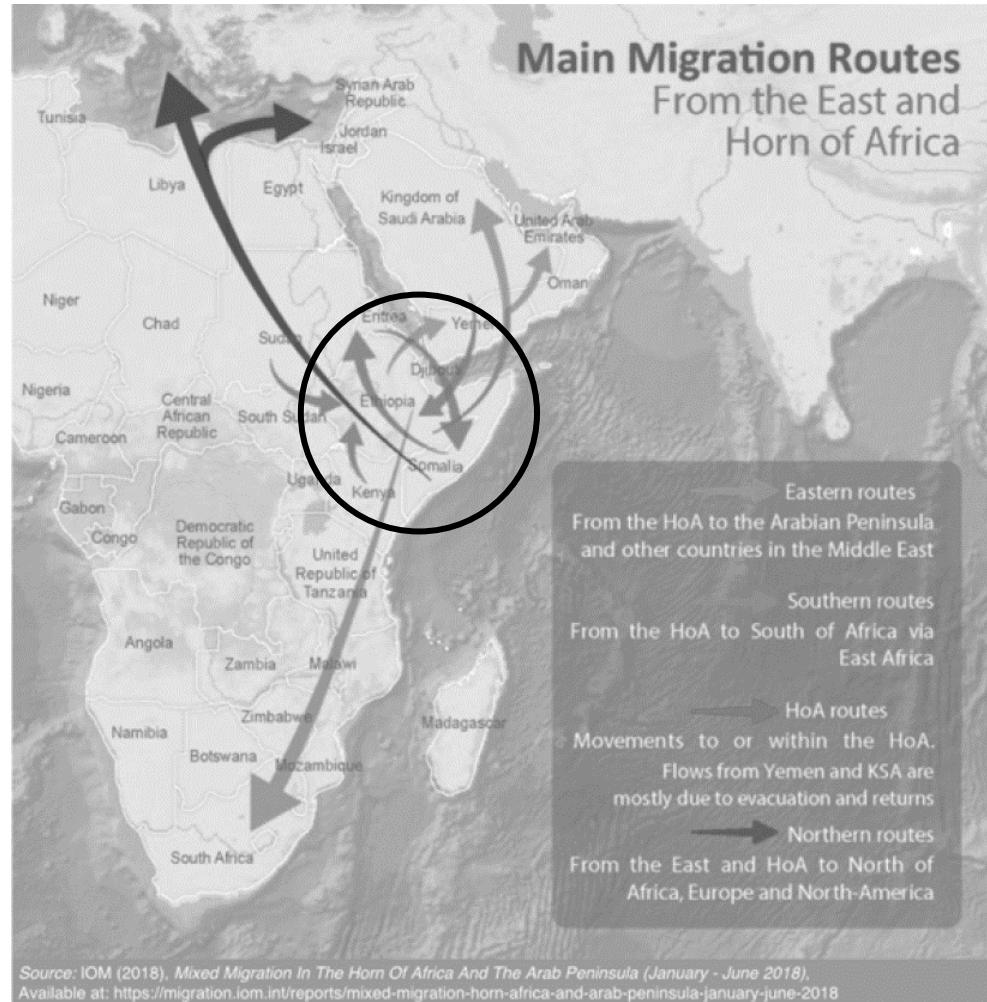 Main Migration Routes
From the East and
Horn of Africa
Syrian Arab
Republic
Tunisia
Jordan
Israel
Libya
Egypt
Kingdom of
Saudi Arabia
United Arab
Emirates
Oman
Niger
Chad
Sudan
Eritrea
Yemen
Djibouti
Nigeria
Central
African
Republic
South Sudan
Ethiopia
Cameroon
Somalia
Uganda
Kenya
Gabon
Congo
Democratic
Republic of
the Congo
United
Republic of
Tanzania
Angola
Zambia
Malawi
Zimbabwe
Namibia
Botswana
Mozambique
Madagascar
South Africa
Eastern routes
From the HoA to the Arabian Peninsula
and other countries in the Middle East
Southern routes
From the HoA to South of Africa via
East Africa
HoA routes
Movements to or within the HoA.
Flows from Yemen and KSA are
mostly due to evacuation and returns
Northern routes
From the East and HoA to North of
Africa, Europe and North-America
Source: IOM (2018), Mixed Migration In The Horn Of Africa And The Arab Peninsula (January - June 2018),
Available at: https://migration.iom.int/reports/mixed-migration-horn-africa-and-arab-peninsula-january-june-2018